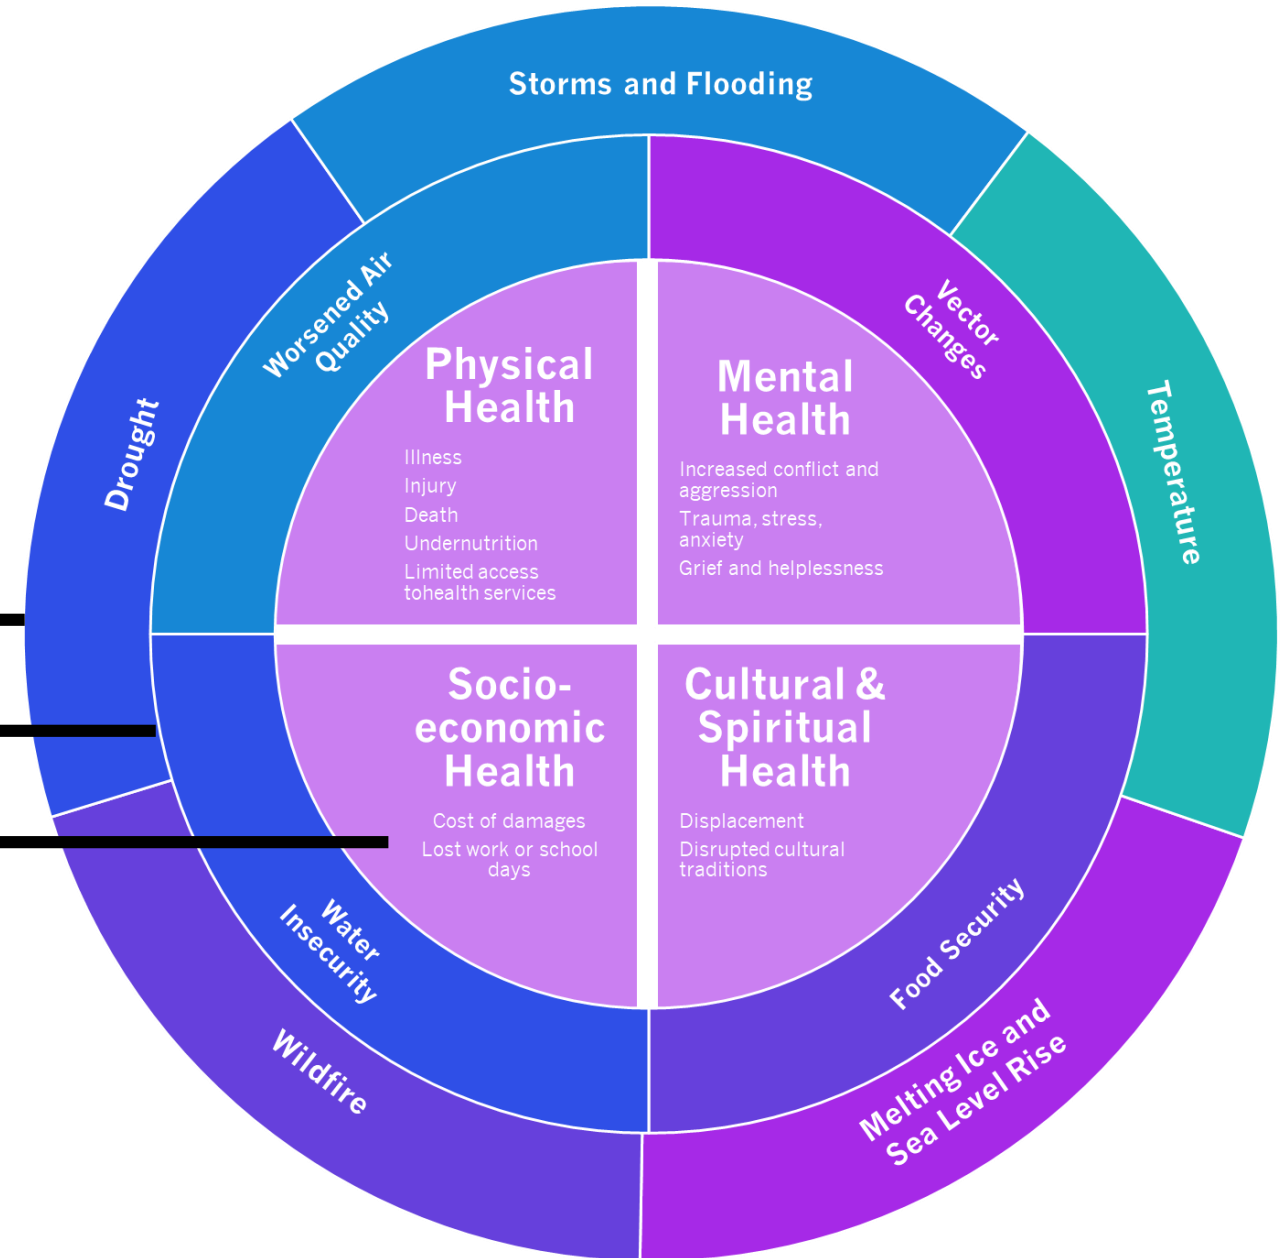 Storms and Flooding
Worsened Air
Quality
Vector
Changes
Drought
Temperature
Physical
Health
Illness
Injury
Death
Undernutrition
Limited access
tohealth services
Mental
Health
Increased conflict and
aggression
Trauma, stress,
anxiety
Grief and helplessness
Socio-
economic
Health
Cost of damages
Lost work or school
days
Cultural &
Spiritual
Health
Displacement
Disrupted cultural
traditions
Water
Insecurity
Food Security
Wildfire
Melting Ice and
Sea Level Rise